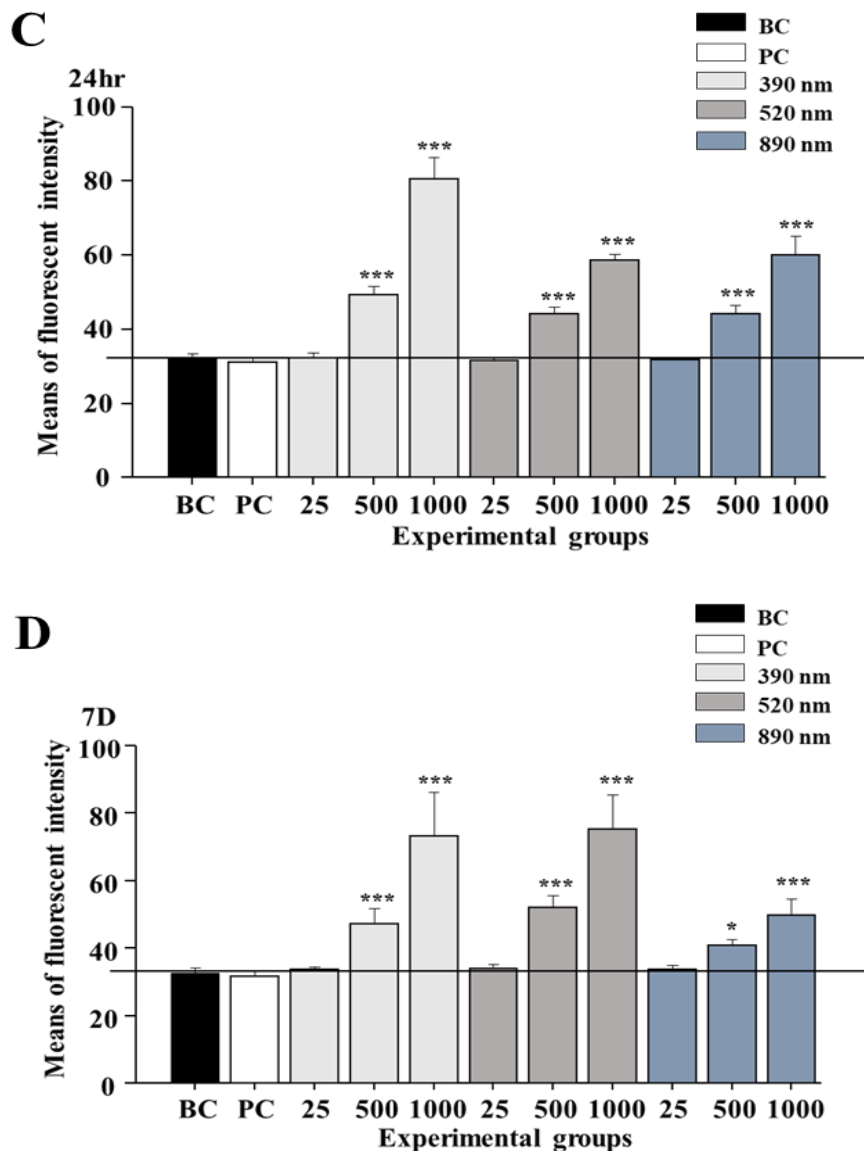 C
BC
PC
390 nm
520 nm
890 nm
24hr
100
80
60
40
20
0
Means of fluorescent intensity
*** *** *** *** *** ***
BC PC 25 500 1000 25 500 1000 25 500 1000
Experimental groups
D
BC
PC
390 nm
520 nm
890 nm
7D
100
80
60
40
20
0
Means of fluorescent intensity
*** *** *** *** * ***
BC PC 25 500 1000 25 500 1000 25 500 1000
Experimental groups